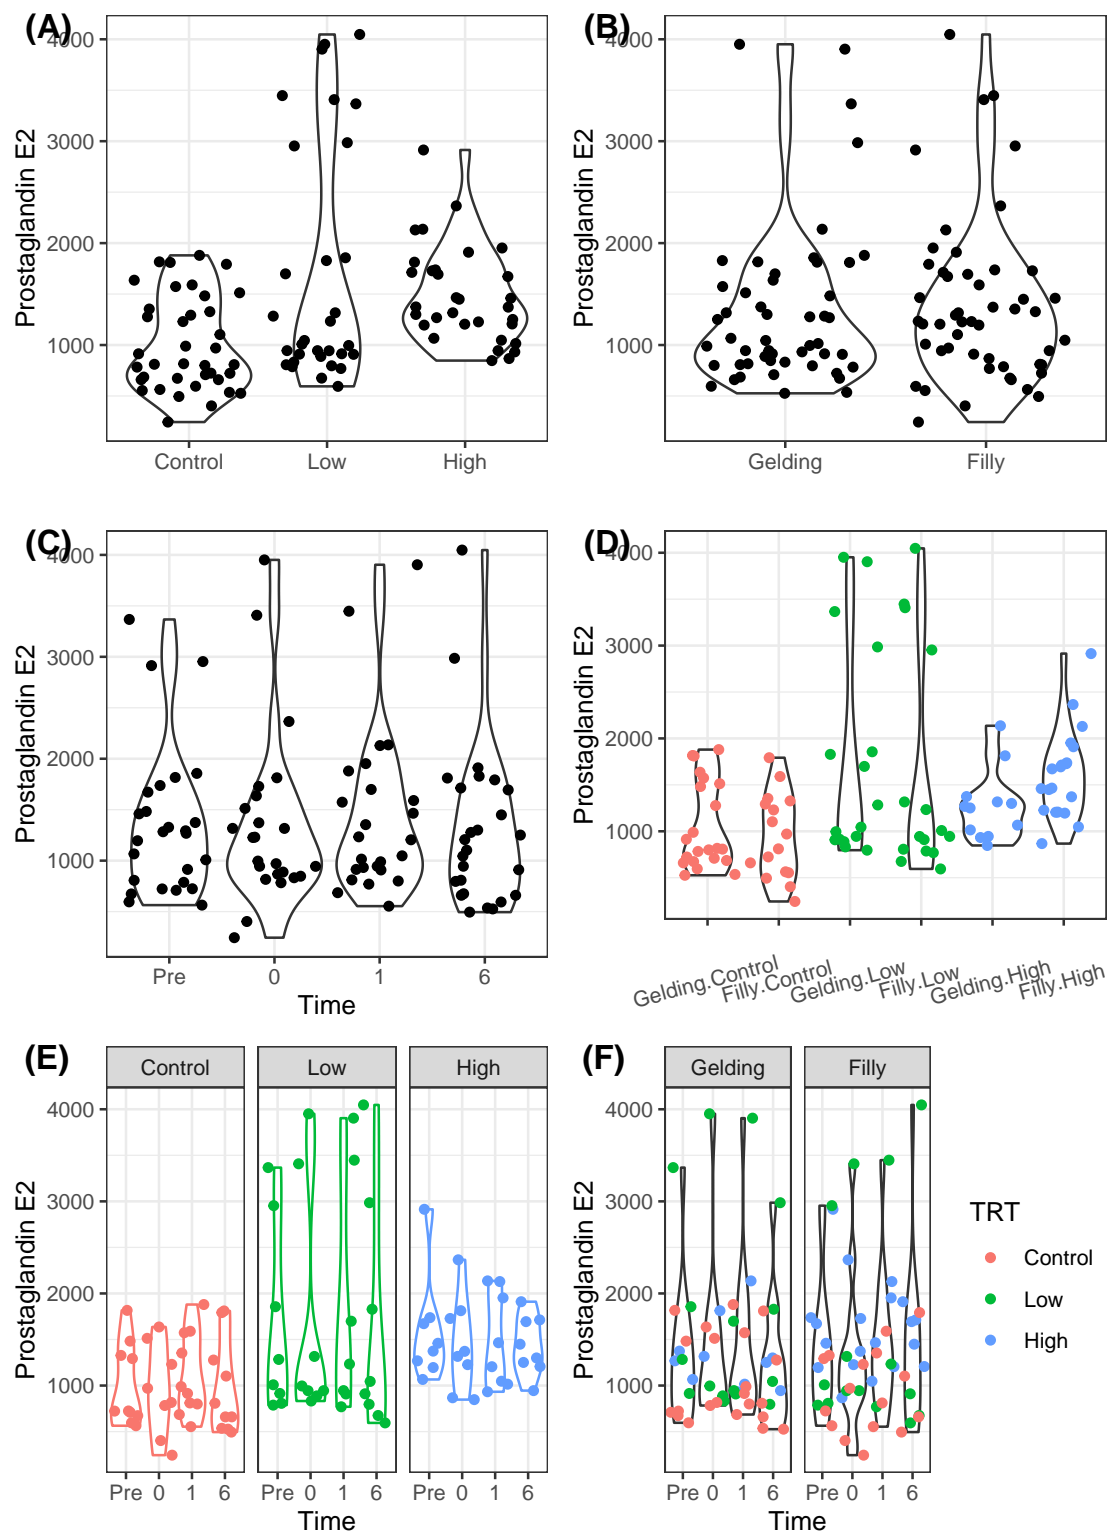 (A)
Prostaglandin E2
4000
3000
2000
1000
Control Low High
(B)
Prostaglandin E2
4000
3000
2000
1000
Gelding Filly
(C)
Prostaglandin E2
4000
3000
2000
1000
Pre 0 1 6
Time
(D)
Prostaglandin E2
4000
3000
2000
1000
Gelding.Control Filly.Control Gelding.Low Filly.Low Gelding.High Filly.High
(E)
Control Low High
Prostaglandin E2
4000
3000
2000
1000
Pre 0 1 6 Pre 0 1 6 Pre 0 1 6
Time
(F)
Gelding Filly
Prostaglandin E2
4000
3000
2000
1000
Pre 0 1 6 Pre 0 1 6
Time
TRT
Control
Low
High